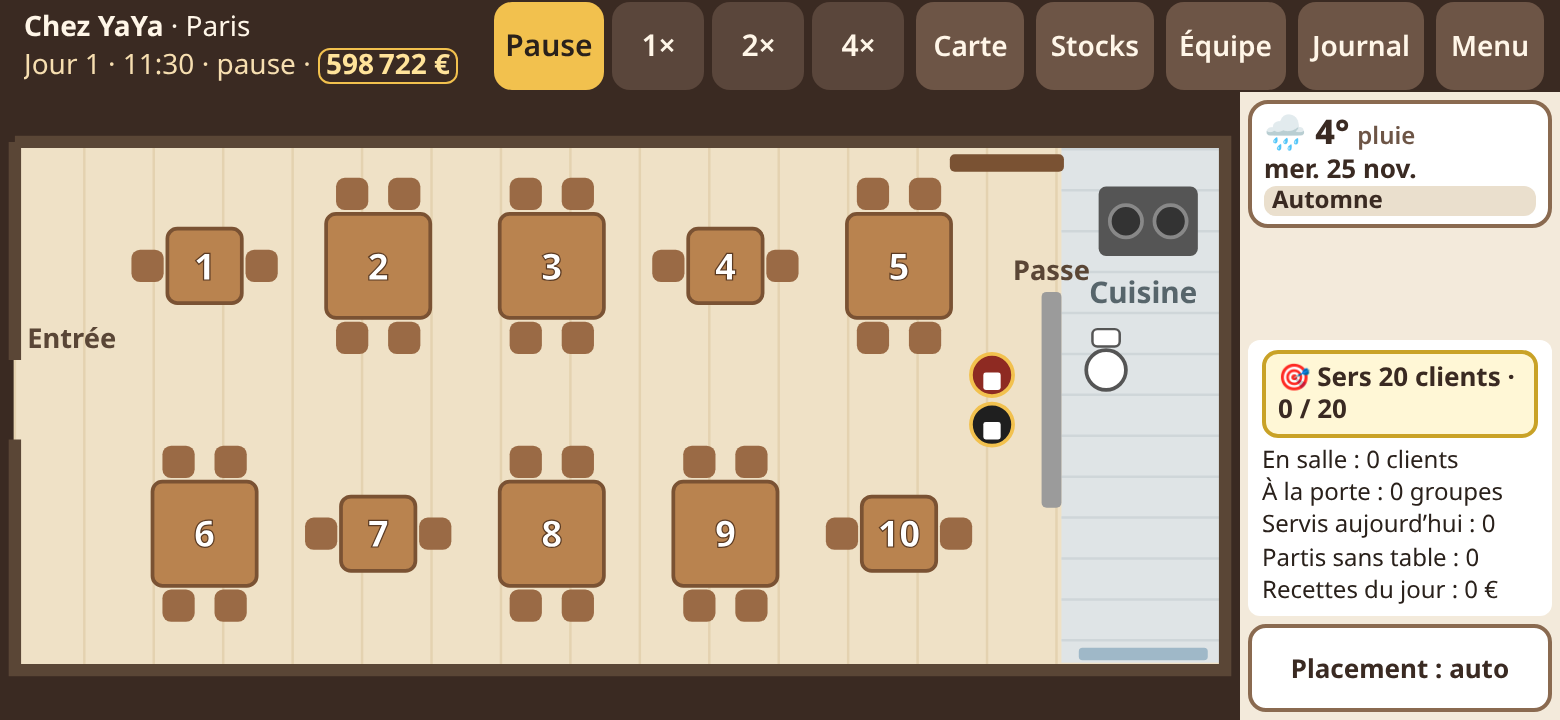 Chez YaYa · Paris
Jour 1 · 11:30 · pause · 598 722 €
Pause
1×
2×
4×
Carte
Stocks
Équipe
Journal
Menu
4° pluie
mer. 25 nov.
Automne
1
2
3
4
5
Passe
Cuisine
Entrée
6
7
8
9
10
Sers 20 clients ·
0 / 20
En salle : 0 clients
À la porte : 0 groupes
Servis aujourd’hui : 0
Partis sans table : 0
Recettes du jour : 0 €
Placement : auto